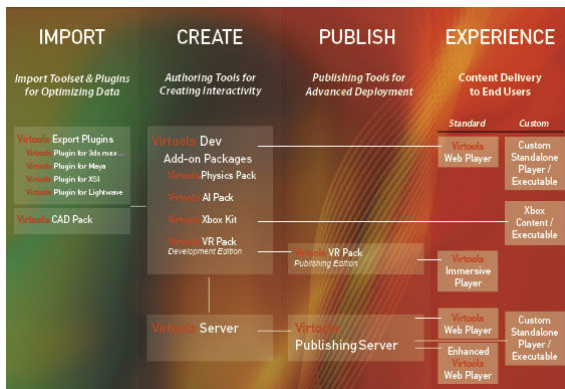 IMPORT
Import Toolset & Plugins
for Optimizing Data
Virtools Export Plugins
Virtools Plugin for 3ds max...
Virtools Plugin for Maya
Virtools Plugin for XSI
Virtools Plugin for Lightwave
Virtools CAD Pack
CREATE
Authoring Tools for
Creating Interactivity
Virtools Dev
Add-on Packages
Virtools Physics Pack
Virtools AI Pack
Virtools Xbox Kit
Virtools VR Pack
Development Edition
Virtools Server
PUBLISH
Publishing Tools for
Advanced Deployment
Virtools VR Pack
Publishing Edition
Virtools
PublishingServer
EXPERIENCE
Content Delivery
to End Users
Standard
Custom
Virtools
Web Player
Custom
Standalone
Player /
Executable
Xbox
Content /
Executable
Virtools
Immersive
Player
Virtools
Web Player
Enhanced
Virtools
Web Player
Custom
Standalone
Player /
Executable